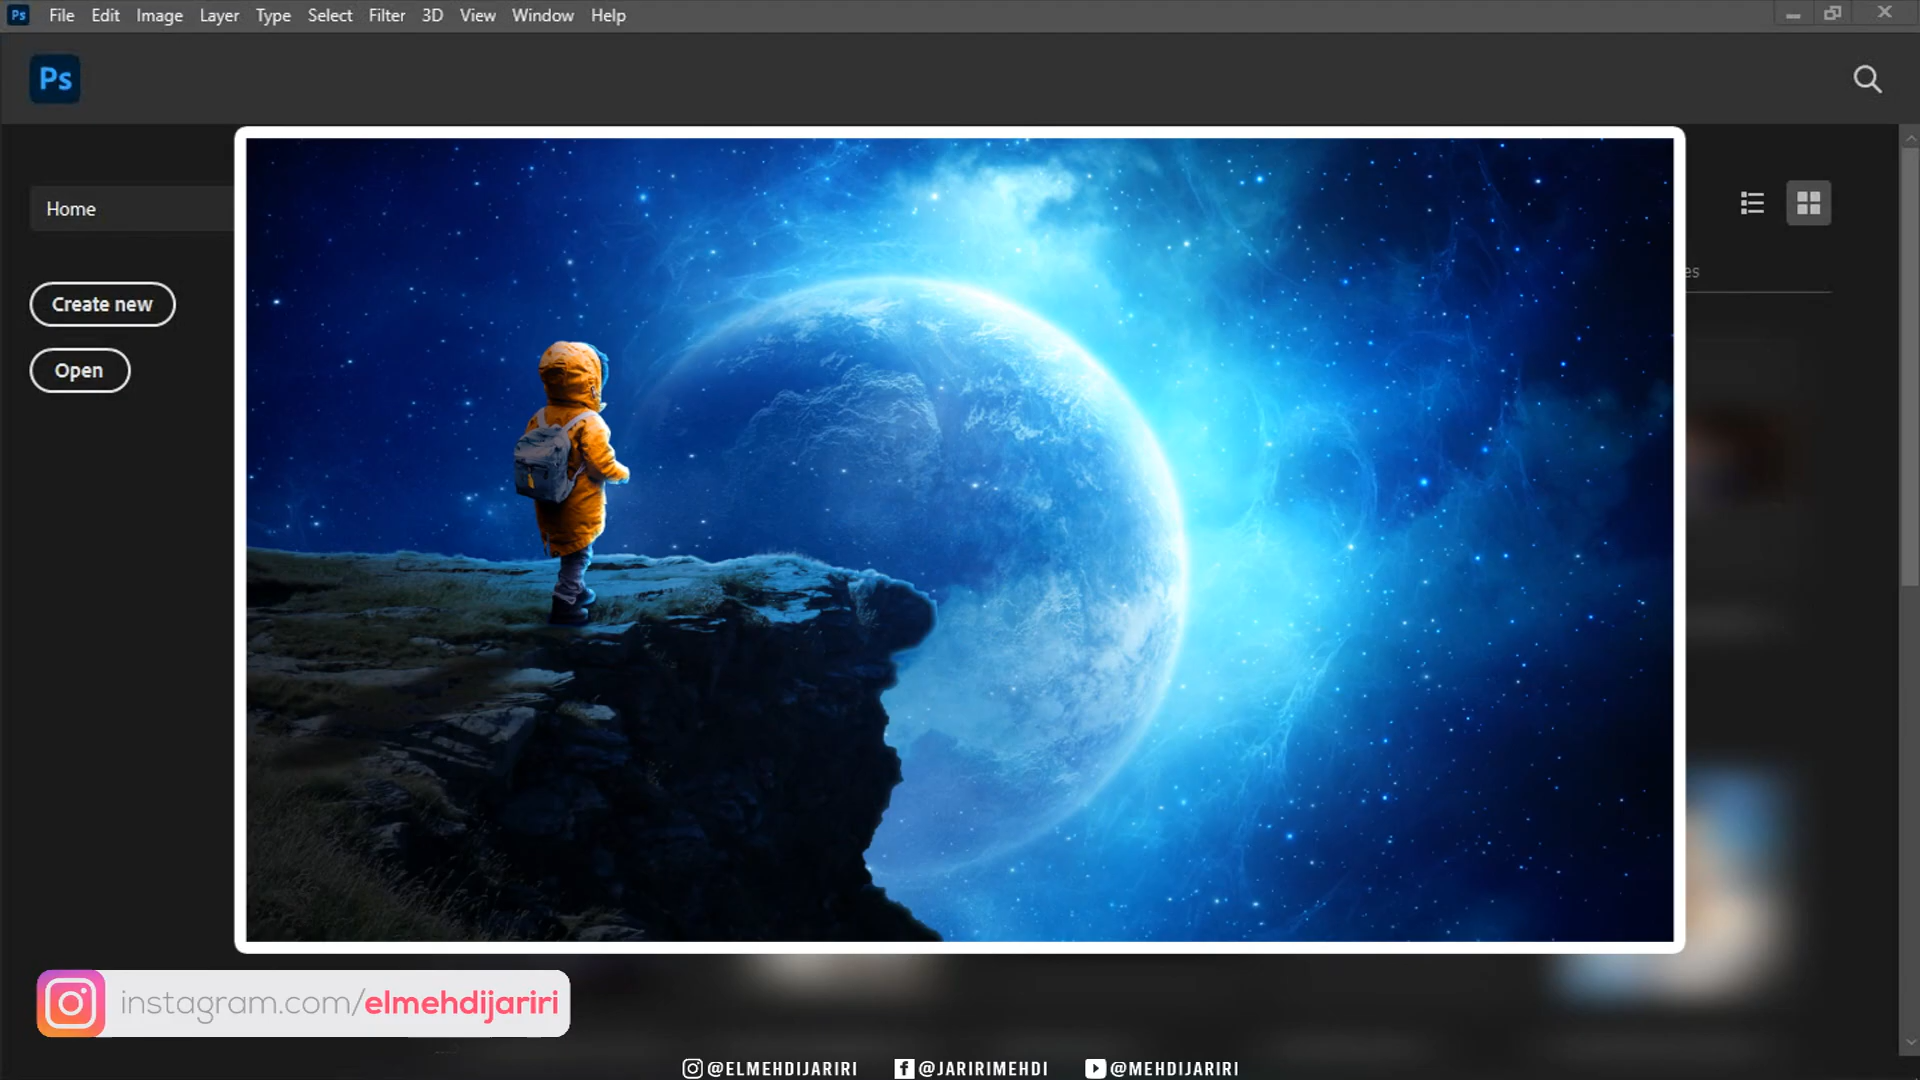 Ps File Edit Image Layer Type Select Filter 3D View Window Help
Ps
Home
es
Create new
Open
instagram.com/elmehdijariri
@ELMEHDIJARIRI @JARIRIMEHDI @MEHDIJARIRI